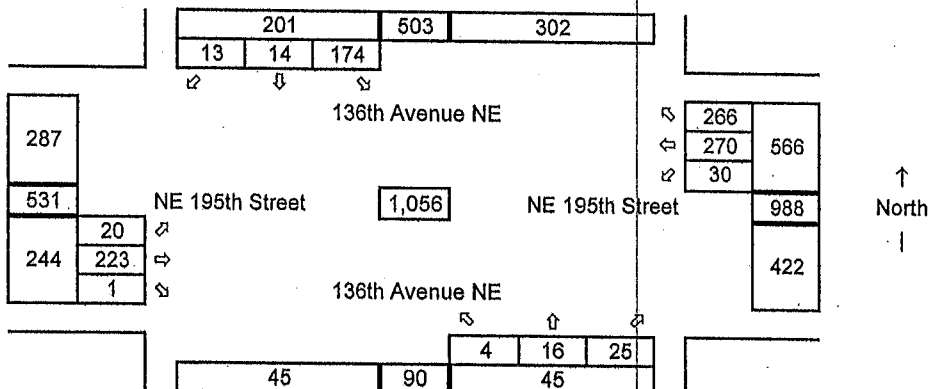 201 503 302
13 14 174
136th Avenue NE
266
287 270 566
30
531 NE 195th Street 1,056 NE 195th Street 988 North
20
244 223 422
1
136th Avenue NE
4 16 25
45 90 45